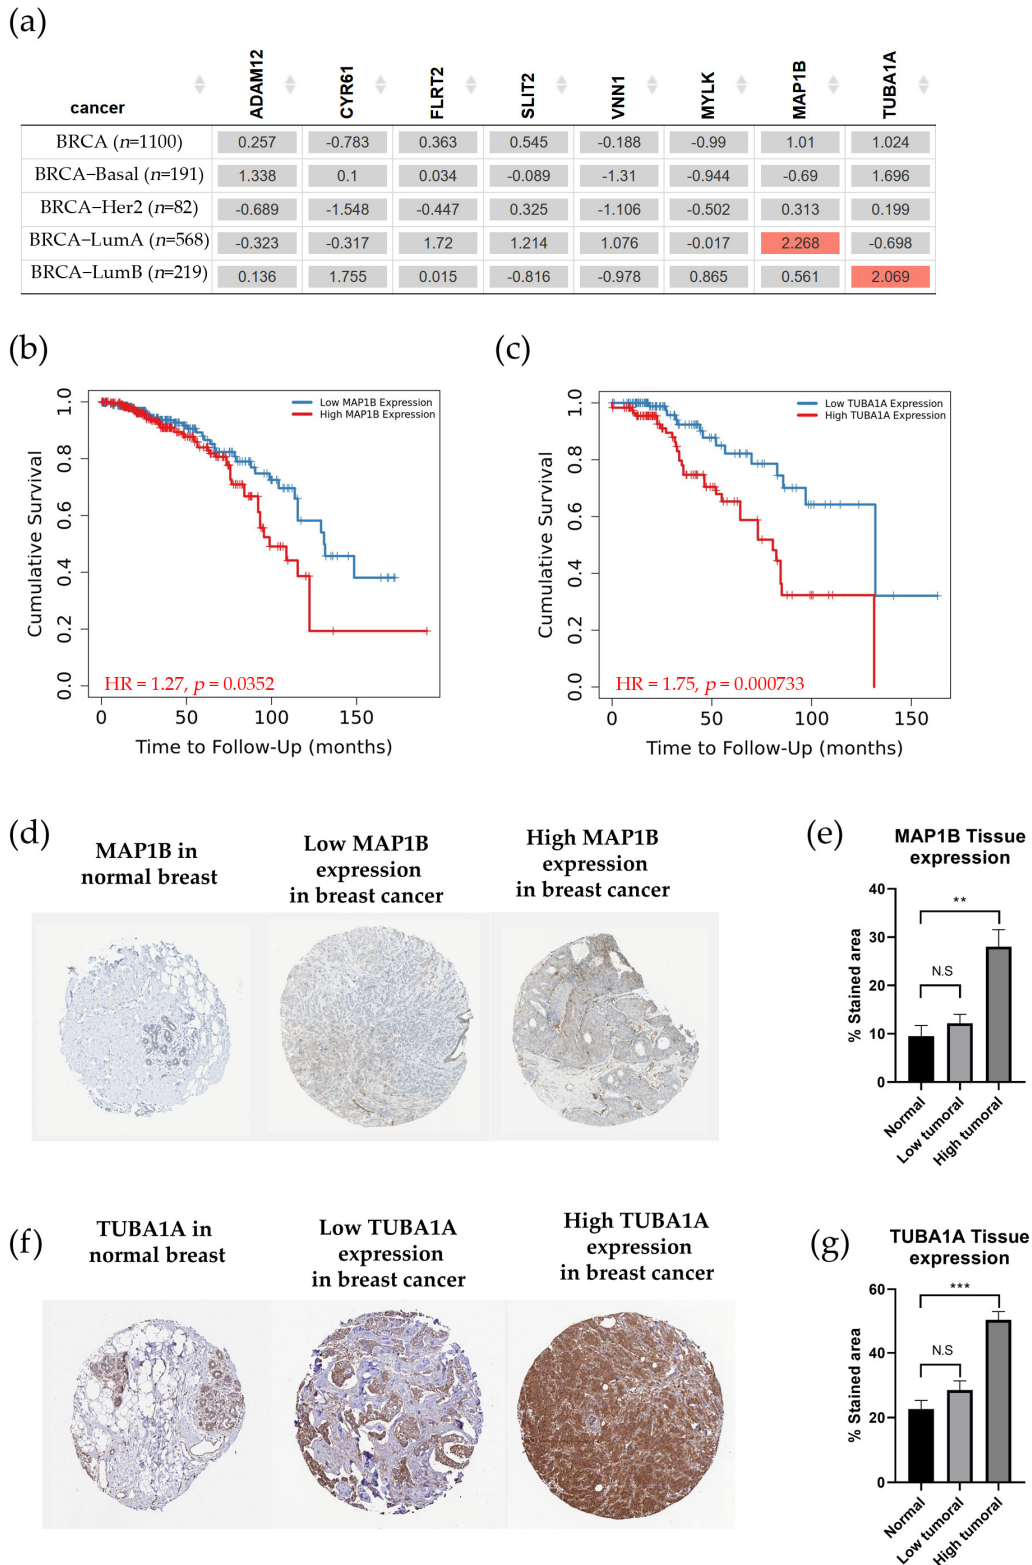 (a)
cancer ADAM12 CYR61 FLRT2 SLIT2 VNN1 MYLK MAP1B TUBA1A
BRCA (n=1100) 0.257 -0.783 0.363 0.545 -0.188 -0.99 1.01 1.024
BRCA−Basal (n=191) 1.338 0.1 0.034 -0.089 -1.31 -0.944 -0.69 1.696
BRCA−Her2 (n=82) -0.689 -1.548 -0.447 0.325 -1.106 -0.502 0.313 0.199
BRCA−LumA (n=568) -0.323 -0.317 1.72 1.214 1.076 -0.017 2.268 -0.698
BRCA−LumB (n=219) 0.136 1.755 0.015 -0.816 -0.978 0.865 0.561 2.069
(b)
Low MAP1B Expression
High MAP1B Expression
Cumulative Survival
1.0
0.8
0.6
0.4
0.2
0.0
HR = 1.27, p = 0.0352
0 50 100 150
Time to Follow-Up (months)
(c)
Low TUBA1A Expression
High TUBA1A Expression
Cumulative Survival
1.0
0.8
0.6
0.4
0.2
0.0
HR = 1.75, p = 0.000733
0 50 100 150
Time to Follow-Up (months)
(d)
MAP1B in
normal breast
Low MAP1B
expression
in breast cancer
High MAP1B
expression
in breast cancer
(e)
MAP1B Tissue
expression
% Stained area
40
30
20
10
0
**
N.S
Normal
Low tumoral
High tumoral
(f)
TUBA1A in
normal breast
Low TUBA1A
expression
in breast cancer
High TUBA1A
expression
in breast cancer
(g)
TUBA1A Tissue
expression
% Stained area
60
40
20
0
***
N.S
Normal
Low tumoral
High tumoral